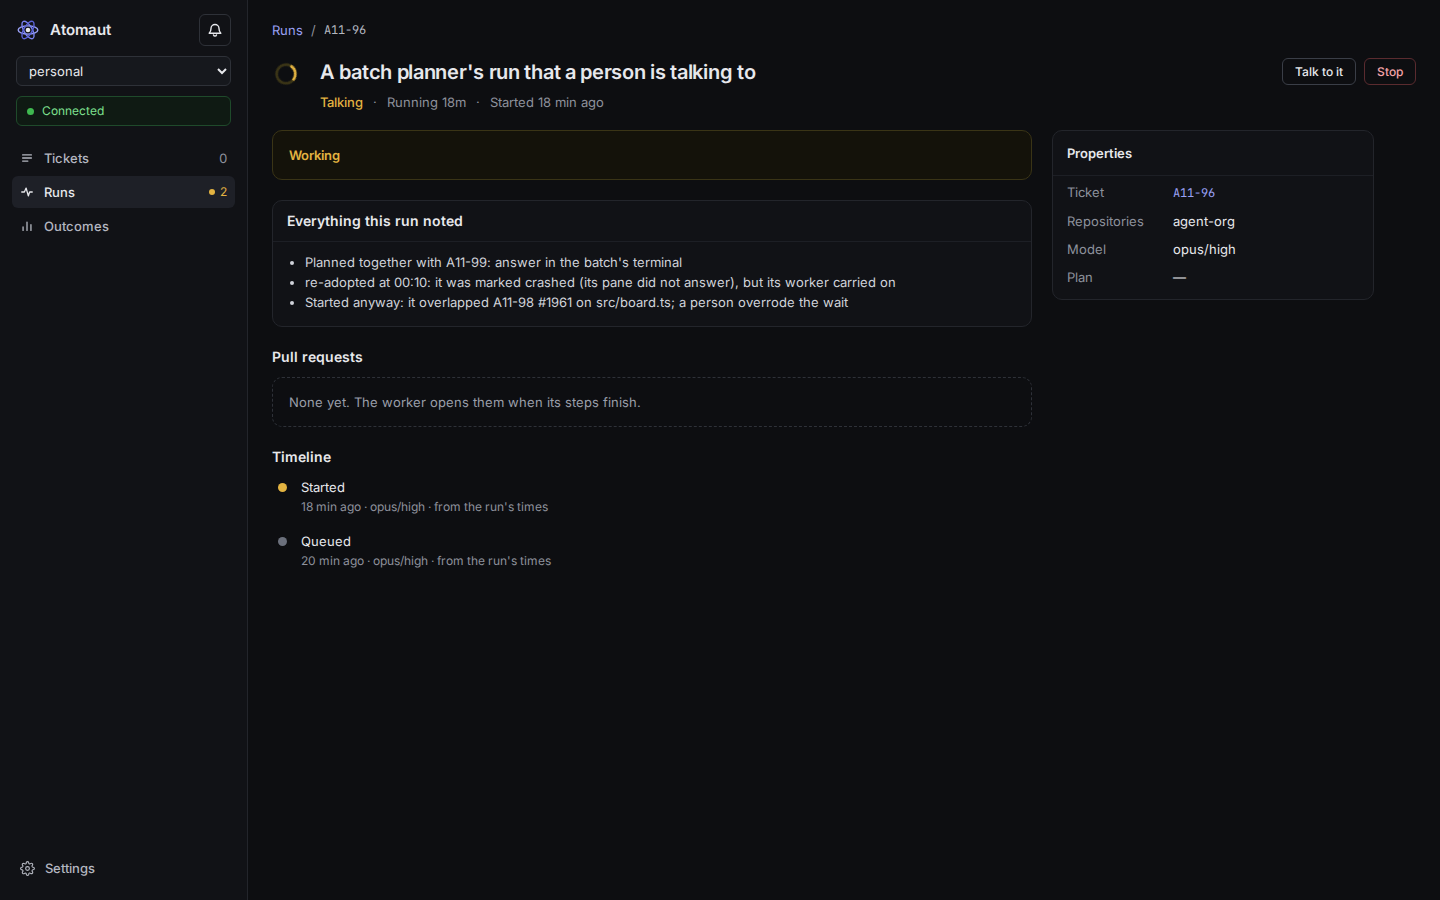 Atomaut
personal
Connected
Tickets 0
Runs 2
Outcomes
Settings
Runs / A11-96
A batch planner's run that a person is talking to
Talking · Running 18m · Started 18 min ago
Talk to it
Stop
Working
Everything this run noted
• Planned together with A11-99: answer in the batch's terminal
• re-adopted at 00:10: it was marked crashed (its pane did not answer), but its worker carried on
• Started anyway: it overlapped A11-98 #1961 on src/board.ts; a person overrode the wait
Pull requests
None yet. The worker opens them when its steps finish.
Timeline
Started
18 min ago · opus/high · from the run's times
Queued
20 min ago · opus/high · from the run's times
Properties
Ticket A11-96
Repositories agent-org
Model opus/high
Plan —